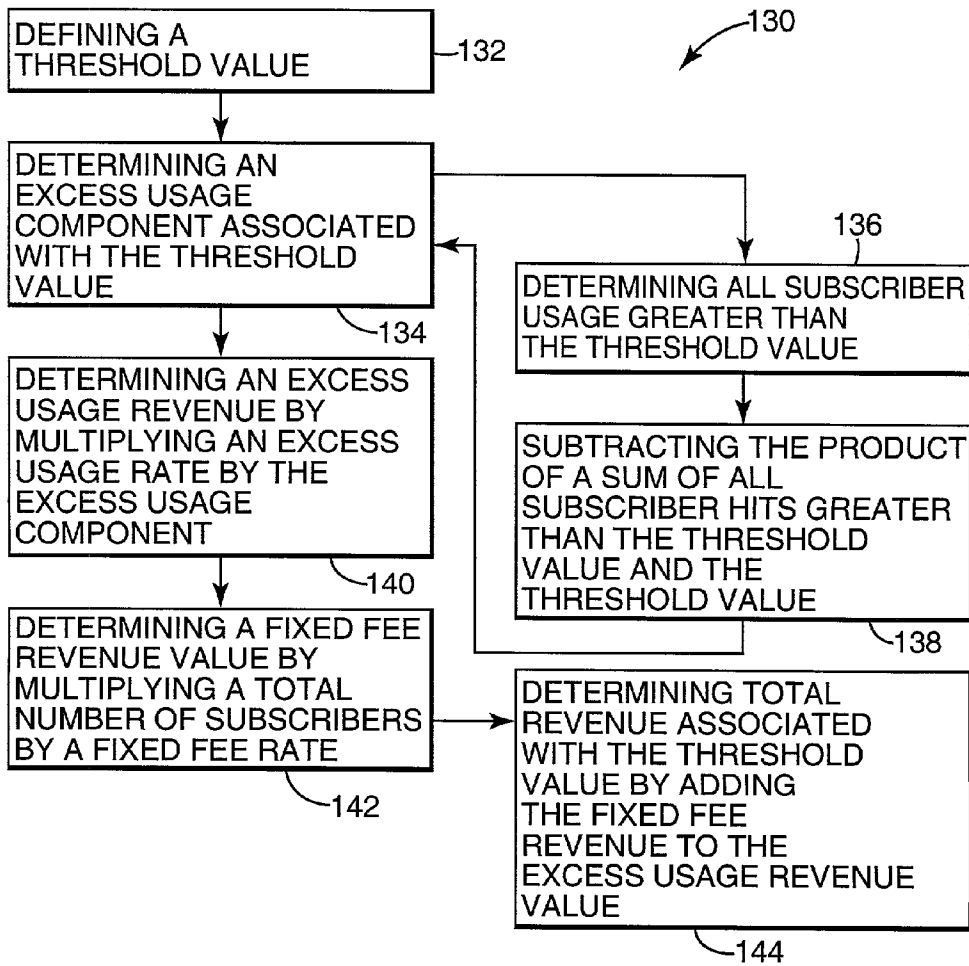 130
DEFINING A
THRESHOLD VALUE
132
DETERMINING AN
EXCESS USAGE
COMPONENT ASSOCIATED
WITH THE THRESHOLD
VALUE
134
136
DETERMINING ALL SUBSCRIBER
USAGE GREATER THAN
THE THRESHOLD VALUE
SUBTRACTING THE PRODUCT
OF A SUM OF ALL
SUBSCRIBER HITS GREATER
THAN THE THRESHOLD
VALUE AND THE
THRESHOLD VALUE
138
DETERMINING AN EXCESS
USAGE REVENUE BY
MULTIPLYING AN EXCESS
USAGE RATE BY THE
EXCESS USAGE
COMPONENT
140
DETERMINING A FIXED FEE
REVENUE VALUE BY
MULTIPLYING A TOTAL
NUMBER OF SUBSCRIBERS
BY A FIXED FEE RATE
142
DETERMINING TOTAL
REVENUE ASSOCIATED
WITH THE THRESHOLD
VALUE BY ADDING
THE FIXED FEE
REVENUE TO THE
EXCESS USAGE REVENUE
VALUE
144